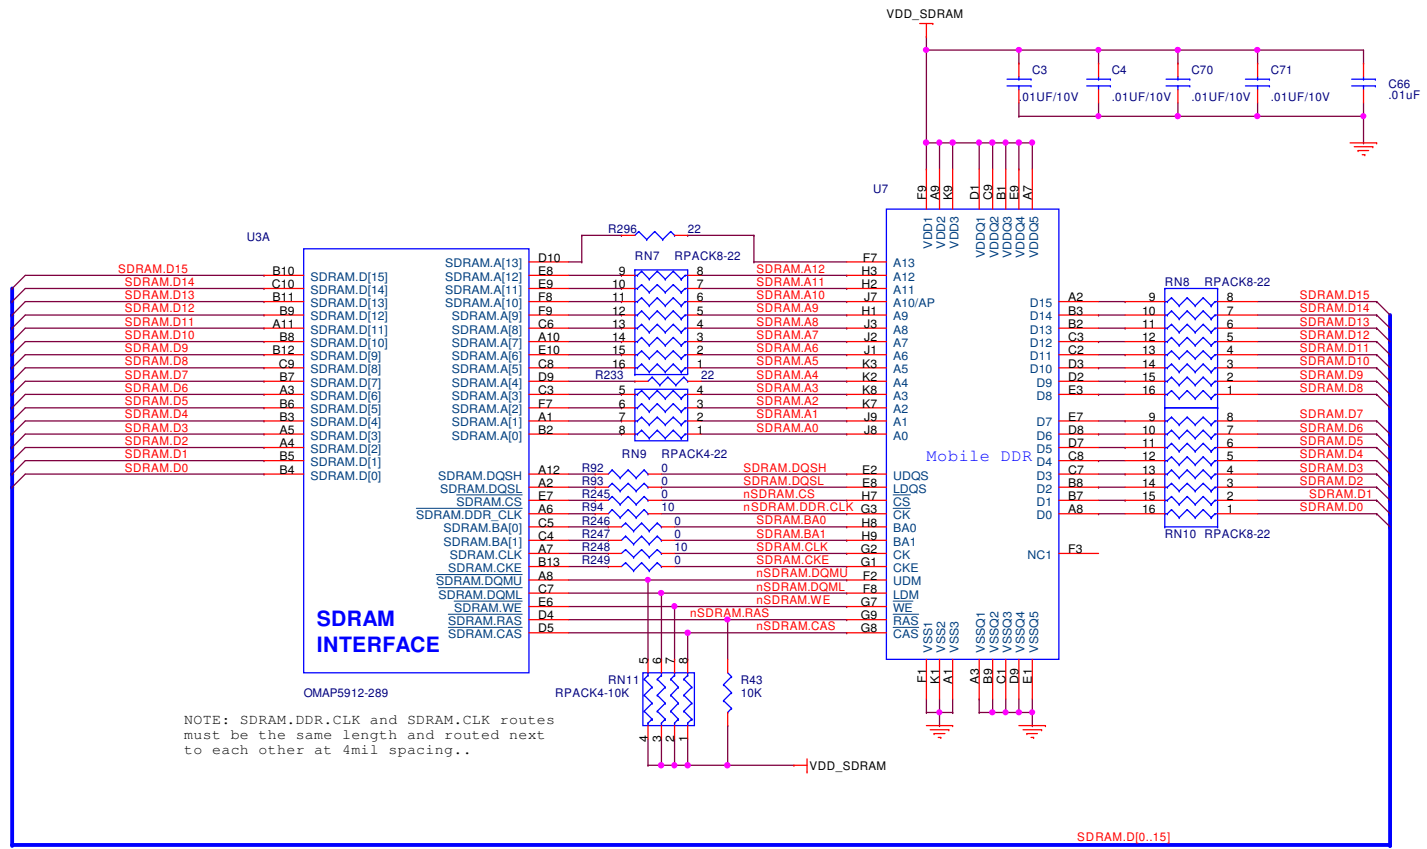 VDD_SDRAM
C3
.01UF/10V
C4
.01UF/10V
C70
.01UF/10V
C71
.01UF/10V
C66
.01uF
U7
F9 A9 K9 D1 C9 B1 E9 A7
VDD1 VDD2 VDD3 VDDQ1 VDDQ2 VDDQ3 VDDQ4 VDDQ5
U3A
R296 22
RN7 RPACK8-22
SDRAM.D15 B10 SDRAM.D[15]
SDRAM.D14 C10 SDRAM.D[14]
SDRAM.D13 B11 SDRAM.D[13]
SDRAM.D12 B9 SDRAM.D[12]
SDRAM.D11 A11 SDRAM.D[11]
SDRAM.D10 B8 SDRAM.D[10]
SDRAM.D9 B12 SDRAM.D[9]
SDRAM.D8 C9 SDRAM.D[8]
SDRAM.D7 B7 SDRAM.D[7]
SDRAM.D6 A3 SDRAM.D[6]
SDRAM.D5 B6 SDRAM.D[5]
SDRAM.D4 B3 SDRAM.D[4]
SDRAM.D3 A5 SDRAM.D[3]
SDRAM.D2 A4 SDRAM.D[2]
SDRAM.D1 B5 SDRAM.D[1]
SDRAM.D0 B4 SDRAM.D[0]
SDRAM.A[13] D10 F7 A13
SDRAM.A[12] E8 9 8 SDRAM.A12 H3 A12
SDRAM.A[11] E9 10 7 SDRAM.A11 H2 A11
SDRAM.A[10] F8 11 6 SDRAM.A10 J7 A10/AP
SDRAM.A[9] F9 12 5 SDRAM.A9 H1 A9
SDRAM.A[8] C6 13 4 SDRAM.A8 J3 A8
SDRAM.A[7] A10 14 3 SDRAM.A7 J2 A7
SDRAM.A[6] E10 15 2 SDRAM.A6 J1 A6
SDRAM.A[5] C8 16 1 SDRAM.A5 K3 A5
SDRAM.A[4] D9 R233 22 SDRAM.A4 K2 A4
SDRAM.A[3] C3 5 4 SDRAM.A3 K8 A3
SDRAM.A[2] F7 6 3 SDRAM.A2 K7 A2
SDRAM.A[1] A1 7 2 SDRAM.A1 J9 A1
SDRAM.A[0] B2 8 1 SDRAM.A0 J8 A0
RN9 RPACK4-22
SDRAM.DQSH A12 R92 0 SDRAM.DQSH E2 UDQS
SDRAM.DQSL A2 R93 0 SDRAM.DQSL E8 LDQS
SDRAM.CS E7 R245 0 nSDRAM.CS H7 CS
SDRAM.DDR_CLK A6 R94 10 nSDRAM.DDR.CLK G3 CK
SDRAM.BA[0] C5 R246 0 SDRAM.BA0 H8 BA0
SDRAM.BA[1] C4 R247 0 SDRAM.BA1 H9 BA1
SDRAM.CLK A7 R248 10 SDRAM.CLK G2 CK
SDRAM.CKE B13 R249 0 SDRAM.CKE G1 CKE
SDRAM.DQMU A8 nSDRAM.DQMU F2 UDM
SDRAM.DQML C7 nSDRAM.DQML F8 LDM
SDRAM.WE E6 nSDRAM.WE G7 WE
SDRAM.RAS D4 nSDRAM.RAS G9 RAS
SDRAM.CAS D5 nSDRAM.CAS G8 CAS
SDRAM
INTERFACE
OMAP5912-289
Mobile DDR
RN8 RPACK8-22
D15 A2 9 8 SDRAM.D15
D14 B3 10 7 SDRAM.D14
D13 B2 11 6 SDRAM.D13
D12 C3 12 5 SDRAM.D12
D11 C2 13 4 SDRAM.D11
D10 D3 14 3 SDRAM.D10
D9 D2 15 2 SDRAM.D9
D8 E3 16 1 SDRAM.D8
D7 E7 9 8 SDRAM.D7
D6 D8 10 7 SDRAM.D6
D5 D7 11 6 SDRAM.D5
D4 C8 12 5 SDRAM.D4
D3 C7 13 4 SDRAM.D3
D2 B8 14 3 SDRAM.D2
D1 B7 15 2 SDRAM.D1
D0 A8 16 1 SDRAM.D0
RN10 RPACK8-22
NC1 F3
VSS1 VSS2 VSS3 VSSQ1 VSSQ2 VSSQ3 VSSQ4 VSSQ5
F1 K1 A1 A3 B9 C1 D9 E1
5 6 7 8
RN11
RPACK4-10K
R43
10K
4 3 2 1
VDD_SDRAM
NOTE: SDRAM.DDR.CLK and SDRAM.CLK routes
must be the same length and routed next
to each other at 4mil spacing..
SDRAM.D[0..15]